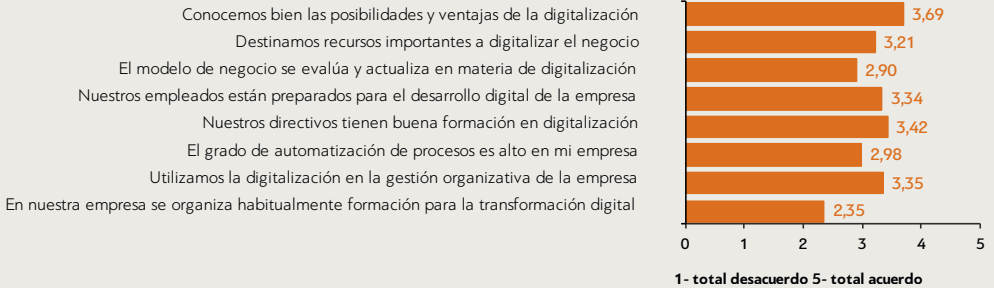 Conocemos bien las posibilidades y ventajas de la digitalización 3,69
Destinamos recursos importantes a digitalizar el negocio 3,21
El modelo de negocio se evalúa y actualiza en materia de digitalización 2,90
Nuestros empleados están preparados para el desarrollo digital de la empresa 3,34
Nuestros directivos tienen buena formación en digitalización 3,42
El grado de automatización de procesos es alto en mi empresa 2,98
Utilizamos la digitalización en la gestión organizativa de la empresa 3,35
En nuestra empresa se organiza habitualmente formación para la transformación digital 2,35
0 1 2 3 4 5
1- total desacuerdo 5- total acuerdo